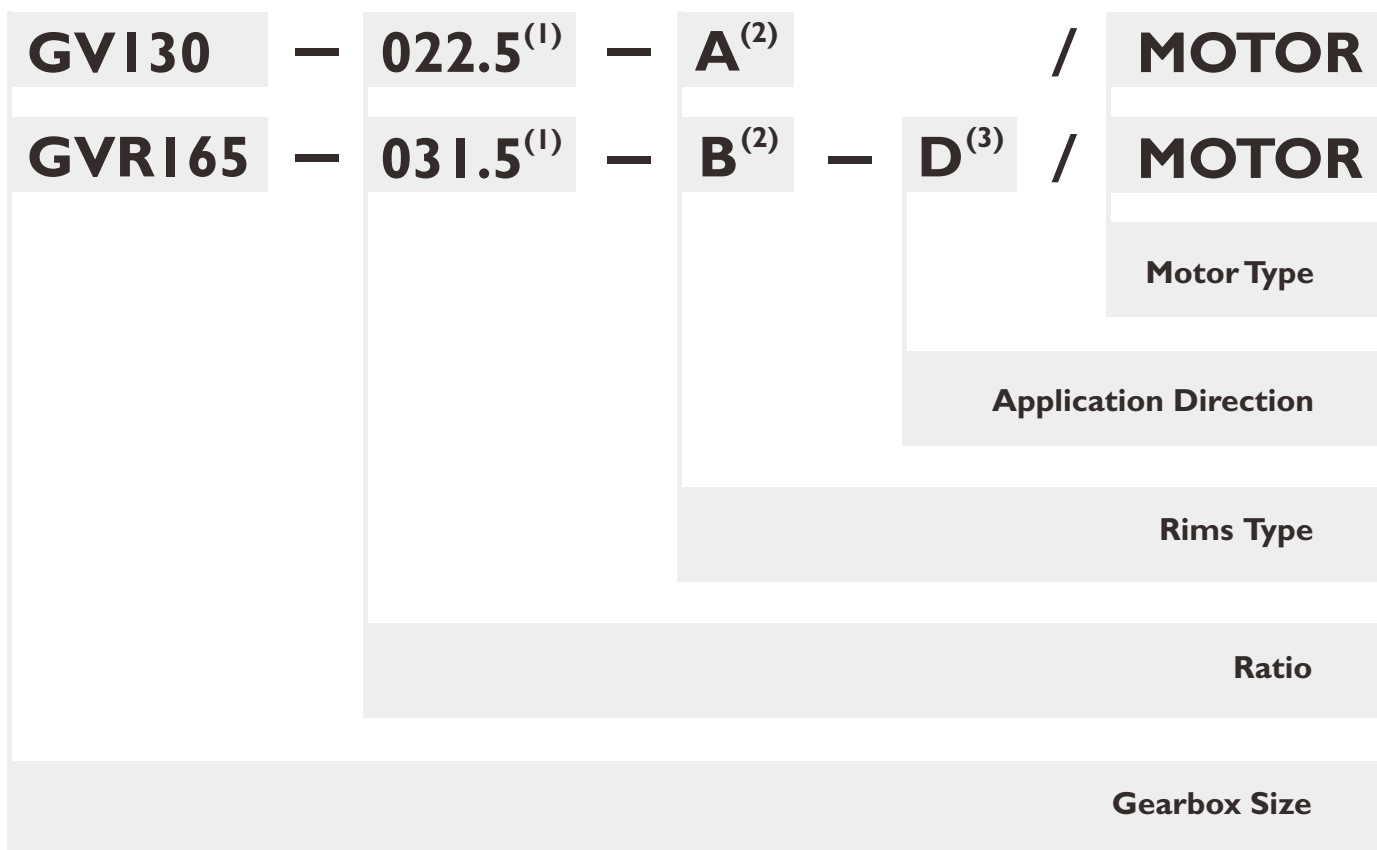 GV130 — 022.5(1) — A(2) / MOTOR
GVR165 — 031.5(1) — B(2) — D(3) / MOTOR
Motor Type
Application Direction
Rims Type
Ratio
Gearbox Size